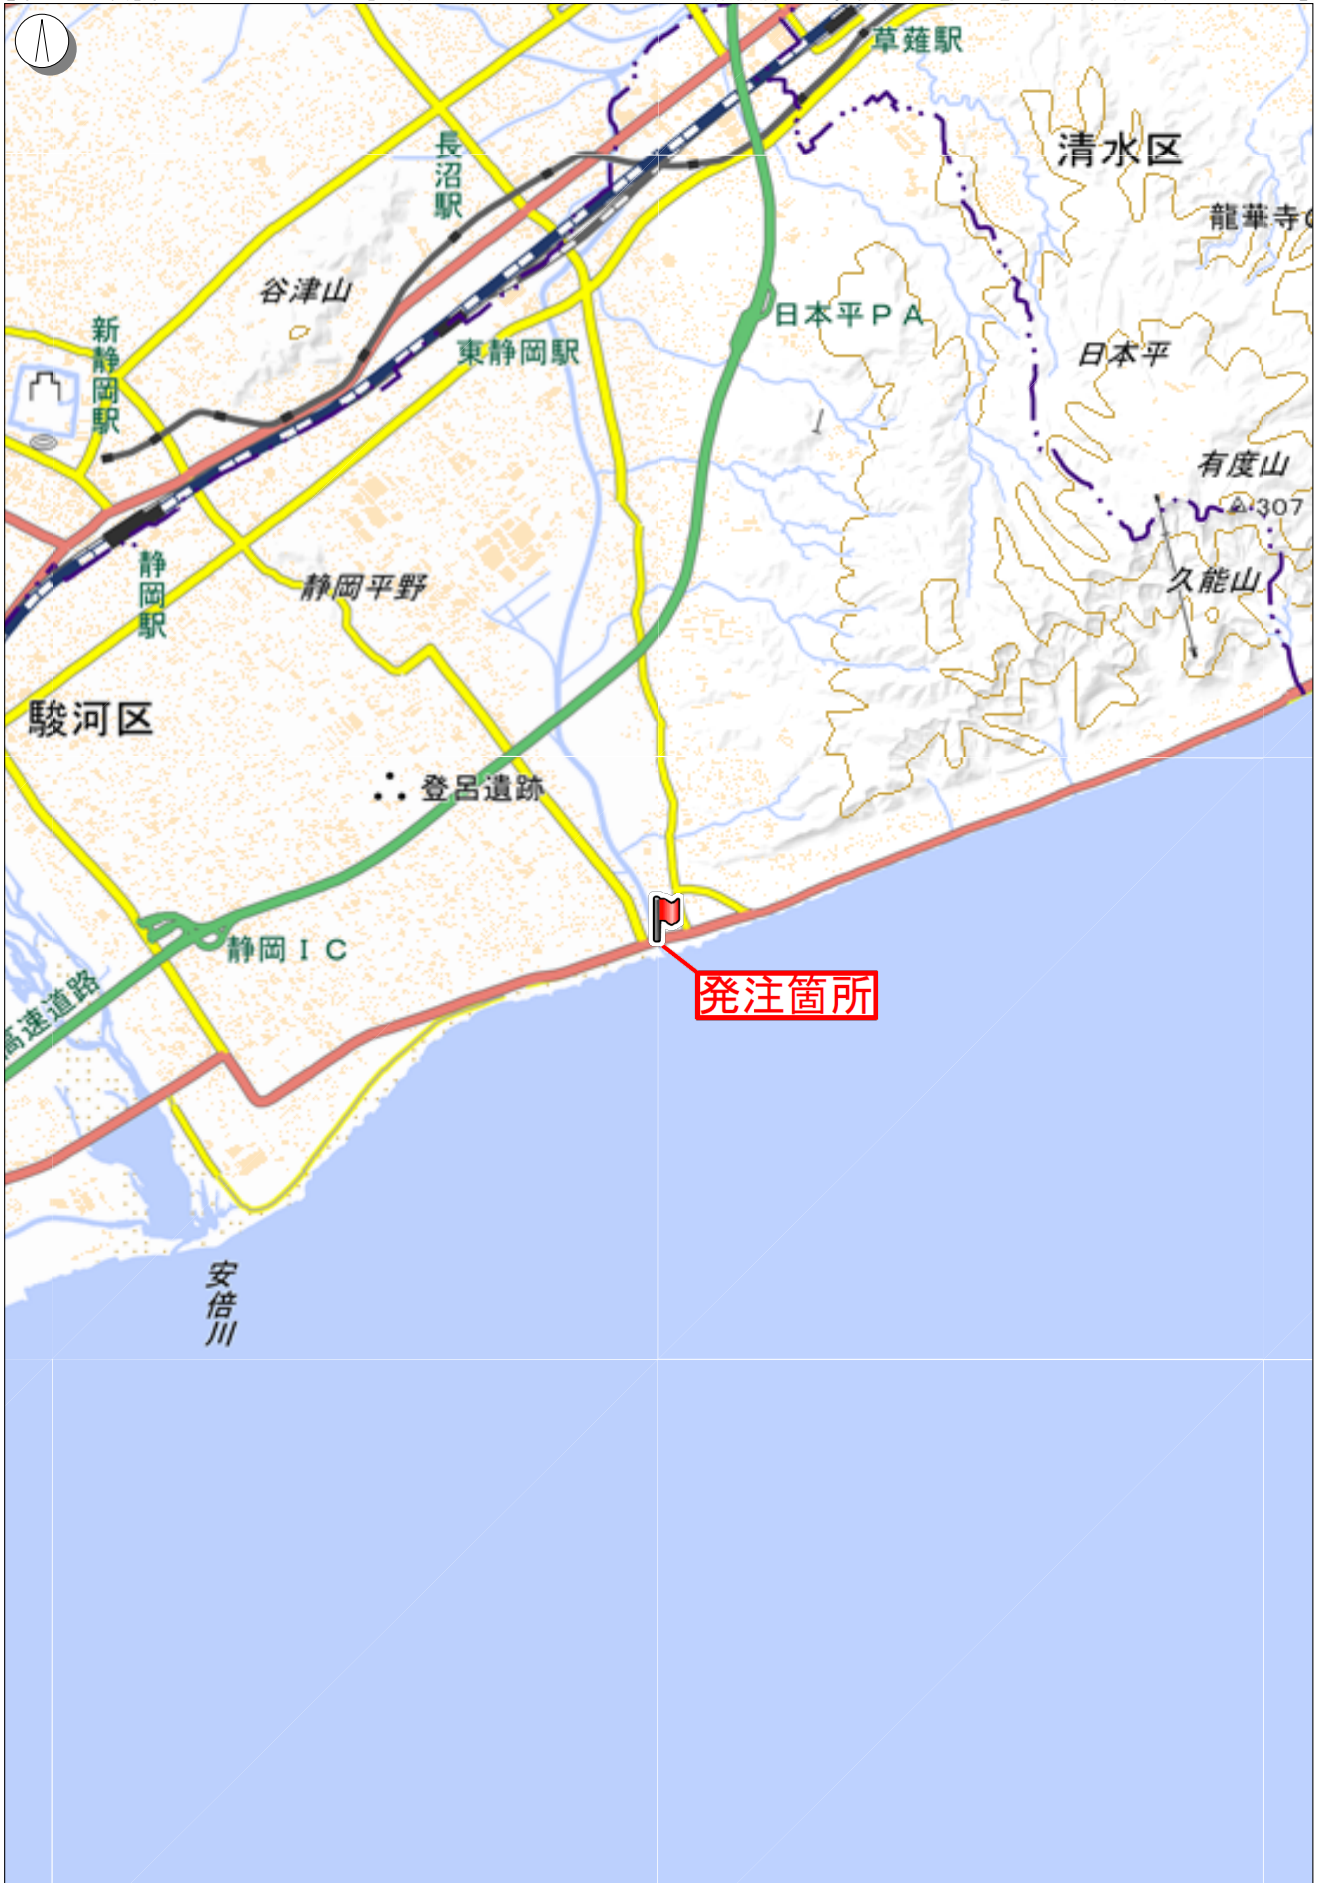 草薙駅
清水区
長沼駅
龍華寺の
谷津山
日本平PA
新静岡駅
東静岡駅
日本平
有度山
307
静岡駅
静岡平野
久能山
駿河区
登呂遺跡
静岡IC
高速道路
発注箇所
安倍川